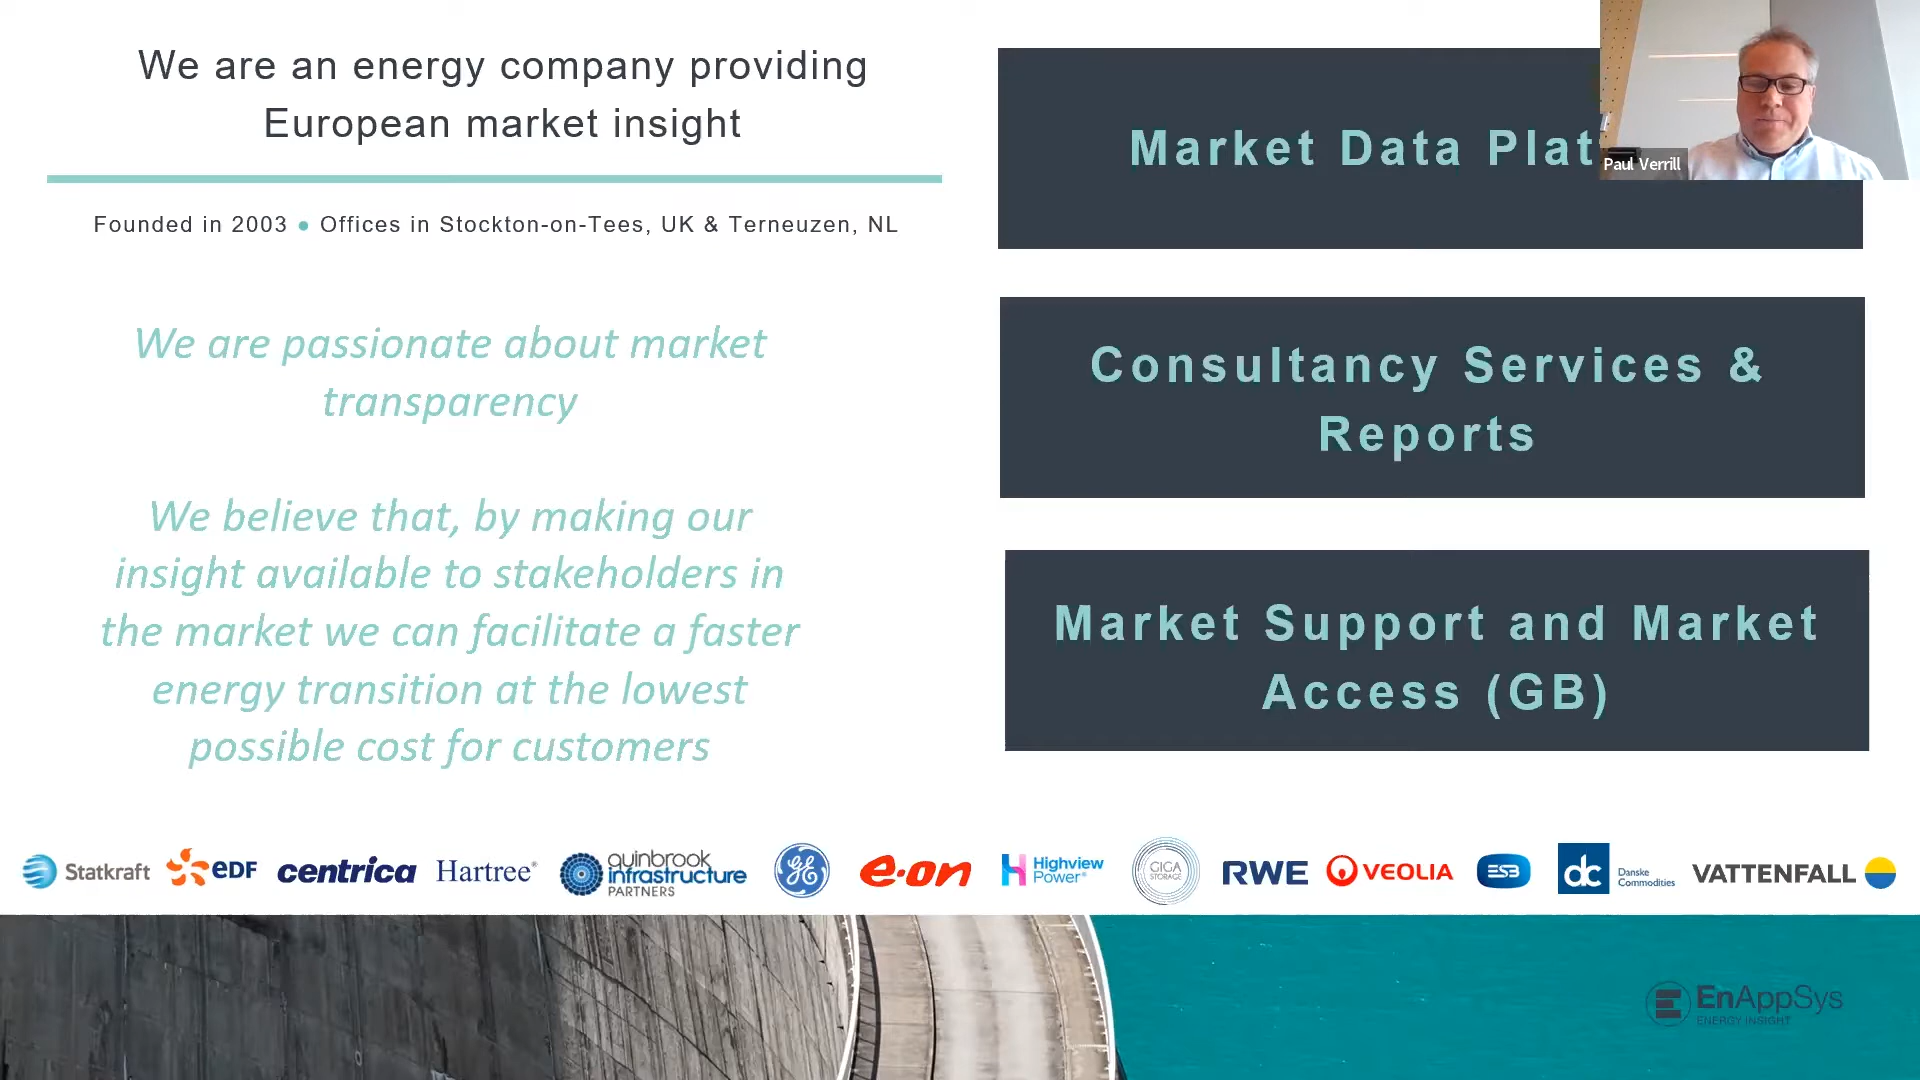 We are an energy company providing
European market insight
Founded in 2003 ● Offices in Stockton-on-Tees, UK & Terneuzen, NL
We are passionate about market
transparency
We believe that, by making our
insight available to stakeholders in
the market we can facilitate a faster
energy transition at the lowest
possible cost for customers
Market Data Plat
Paul Verrill
Consultancy Services &
Reports
Market Support and Market
Access (GB)
Statkraft
eDF
centrica
Hartree®
quinbrook
infrastructure
PARTNERS
GE
e·on
Highview
Power®
GIGA
STORAGE
RWE
VEOLIA
ESB
dc
Danske
Commodities
VATTENFALL
EnAppSys
ENERGY INSIGHT